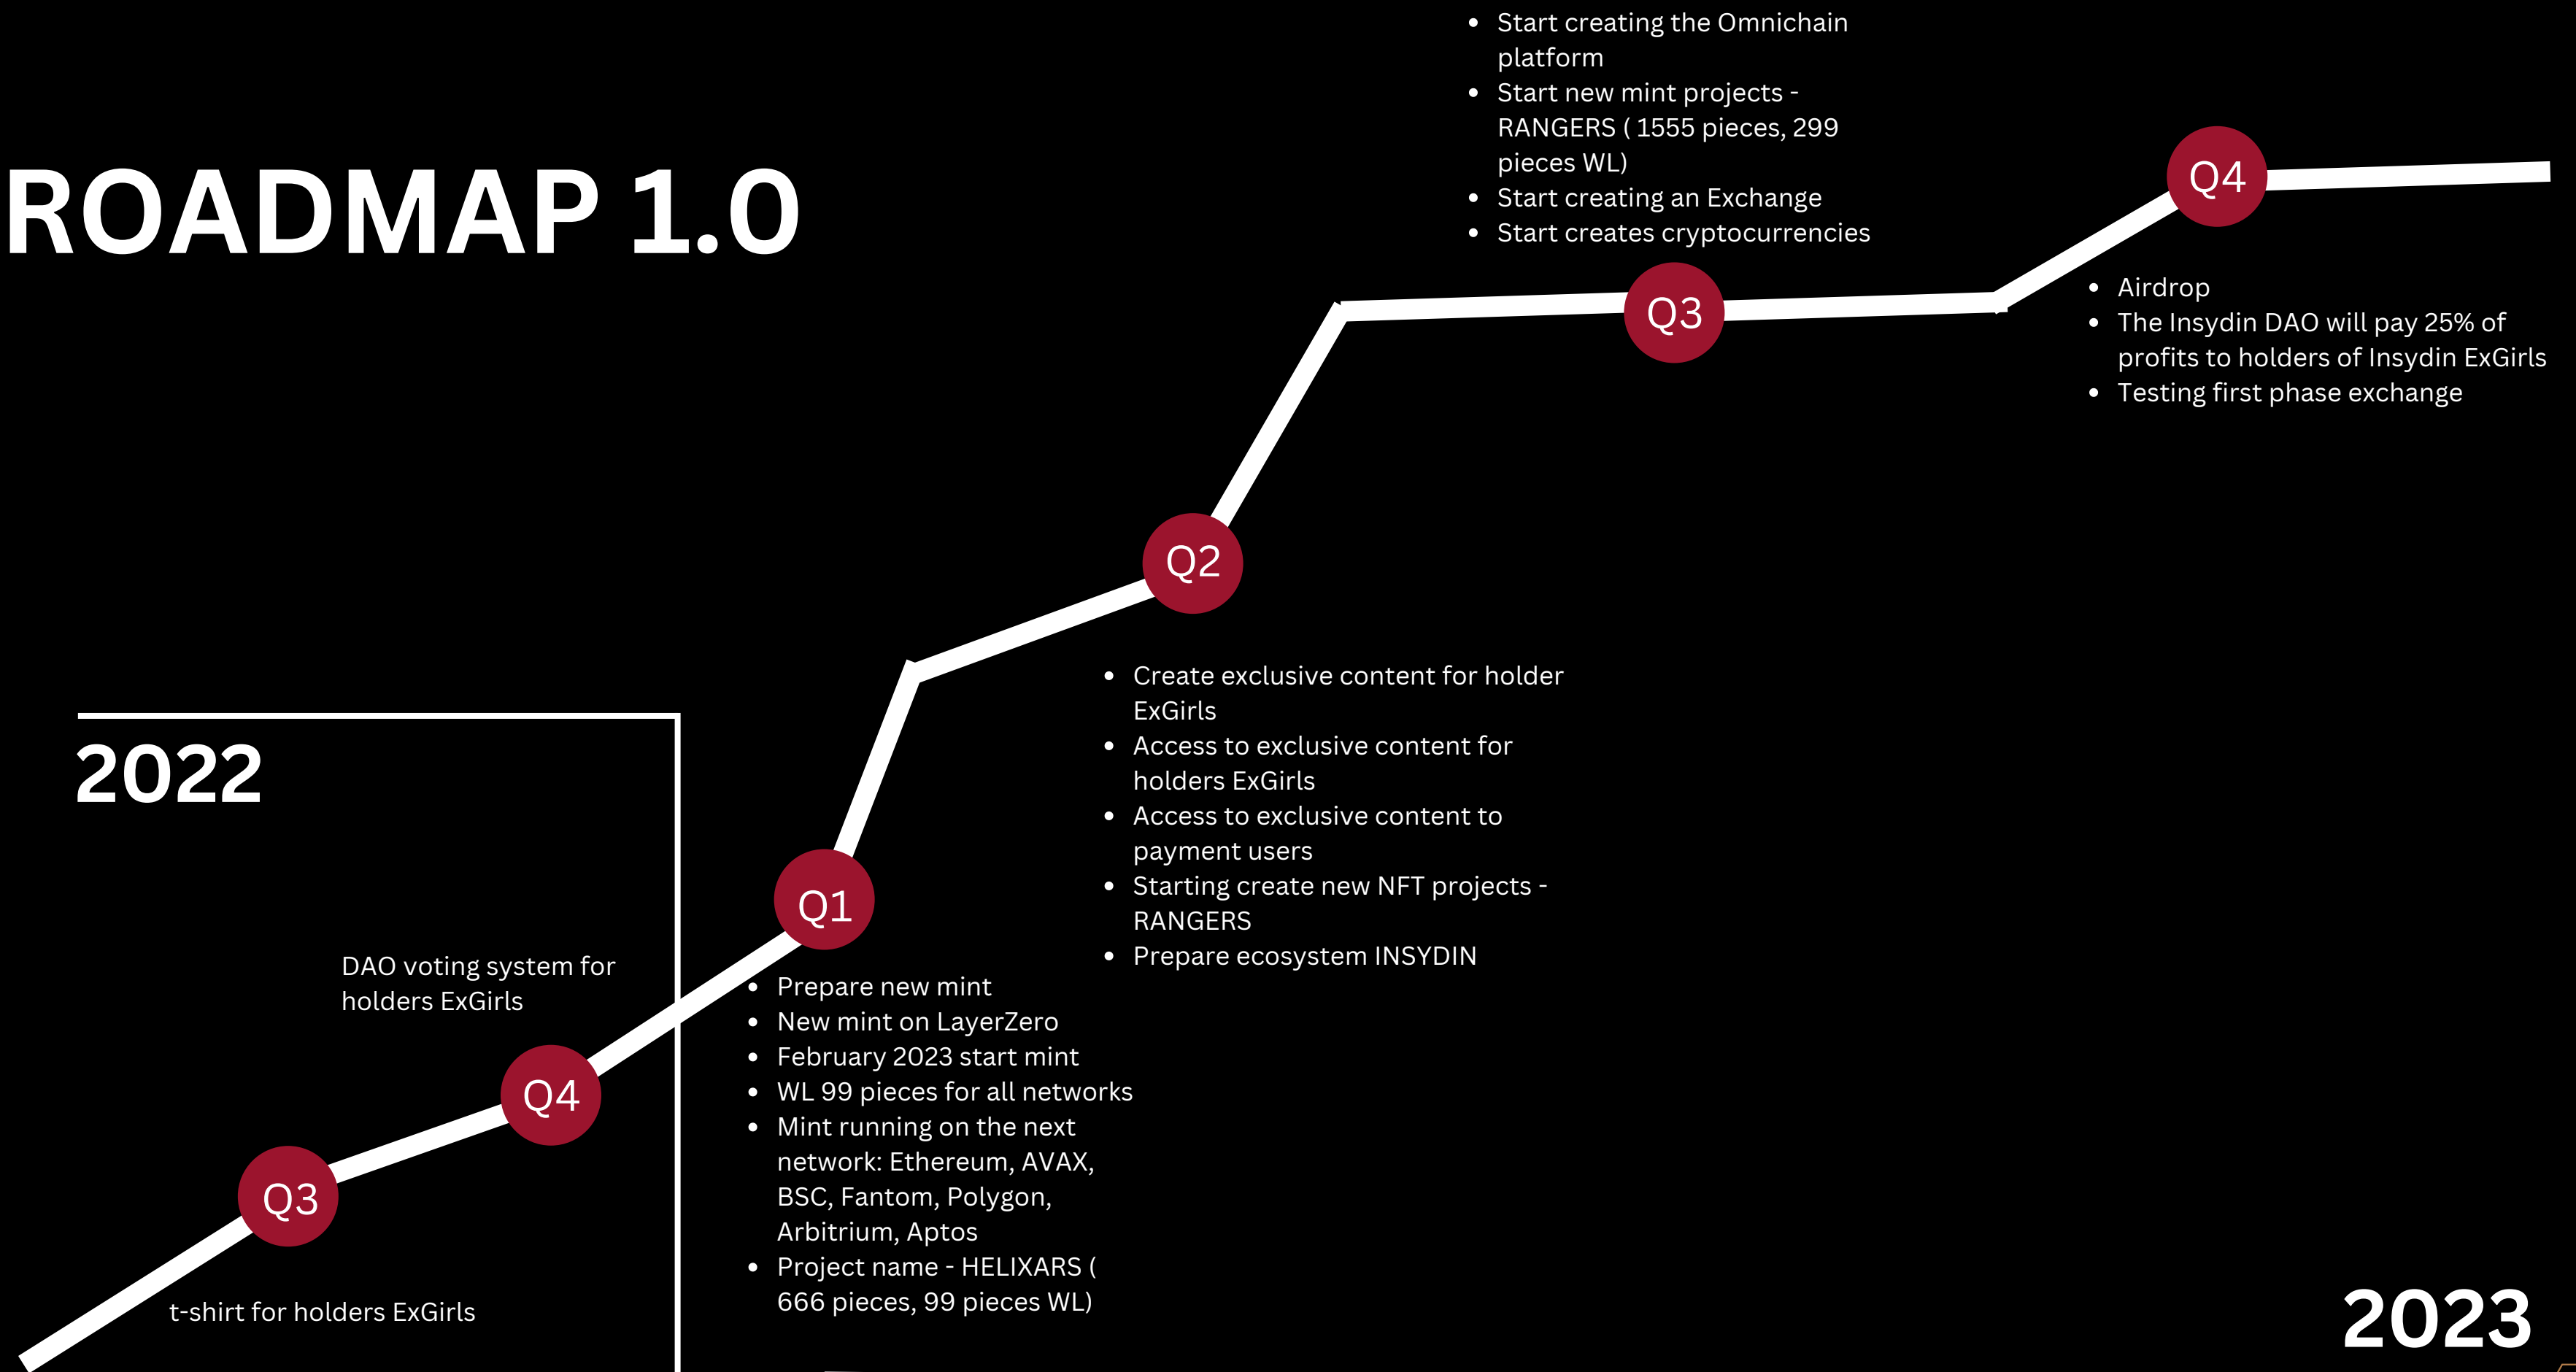 ROADMAP 1.0
2022
Q3
t-shirt for holders ExGirls
Q4
DAO voting system for
holders ExGirls
2023
Q1
• Prepare new mint
• New mint on LayerZero
• February 2023 start mint
• WL 99 pieces for all networks
• Mint running on the next
network: Ethereum, AVAX,
BSC, Fantom, Polygon,
Arbitrium, Aptos
• Project name - HELIXARS (
666 pieces, 99 pieces WL)
Q2
• Create exclusive content for holder
ExGirls
• Access to exclusive content for
holders ExGirls
• Access to exclusive content to
payment users
• Starting create new NFT projects -
RANGERS
• Prepare ecosystem INSYDIN
Q3
• Start creating the Omnichain
platform
• Start new mint projects -
RANGERS ( 1555 pieces, 299
pieces WL)
• Start creating an Exchange
• Start creates cryptocurrencies
Q4
• Airdrop
• The Insydin DAO will pay 25% of
profits to holders of Insydin ExGirls
• Testing first phase exchange